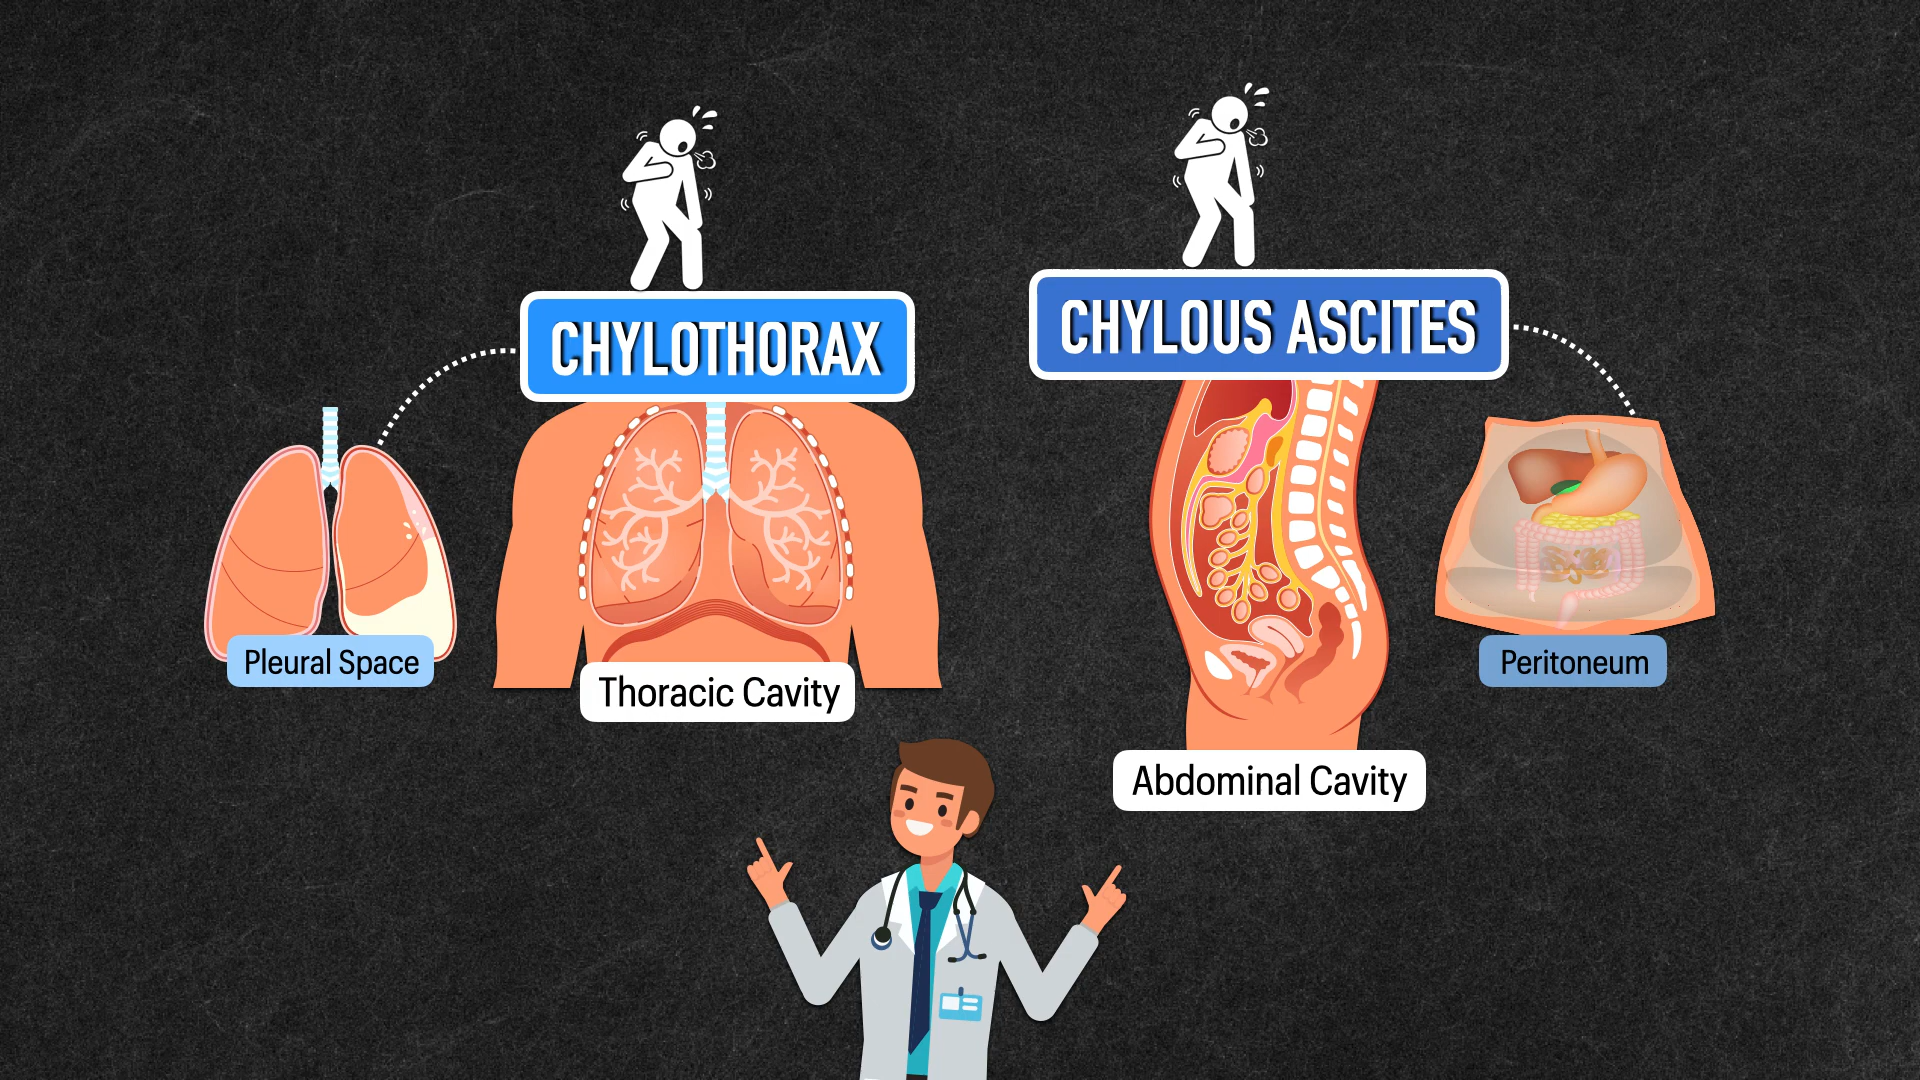 CHYLOTHORAX
CHYLOUS ASCITES
Pleural Space
Thoracic Cavity
Peritoneum
Abdominal Cavity